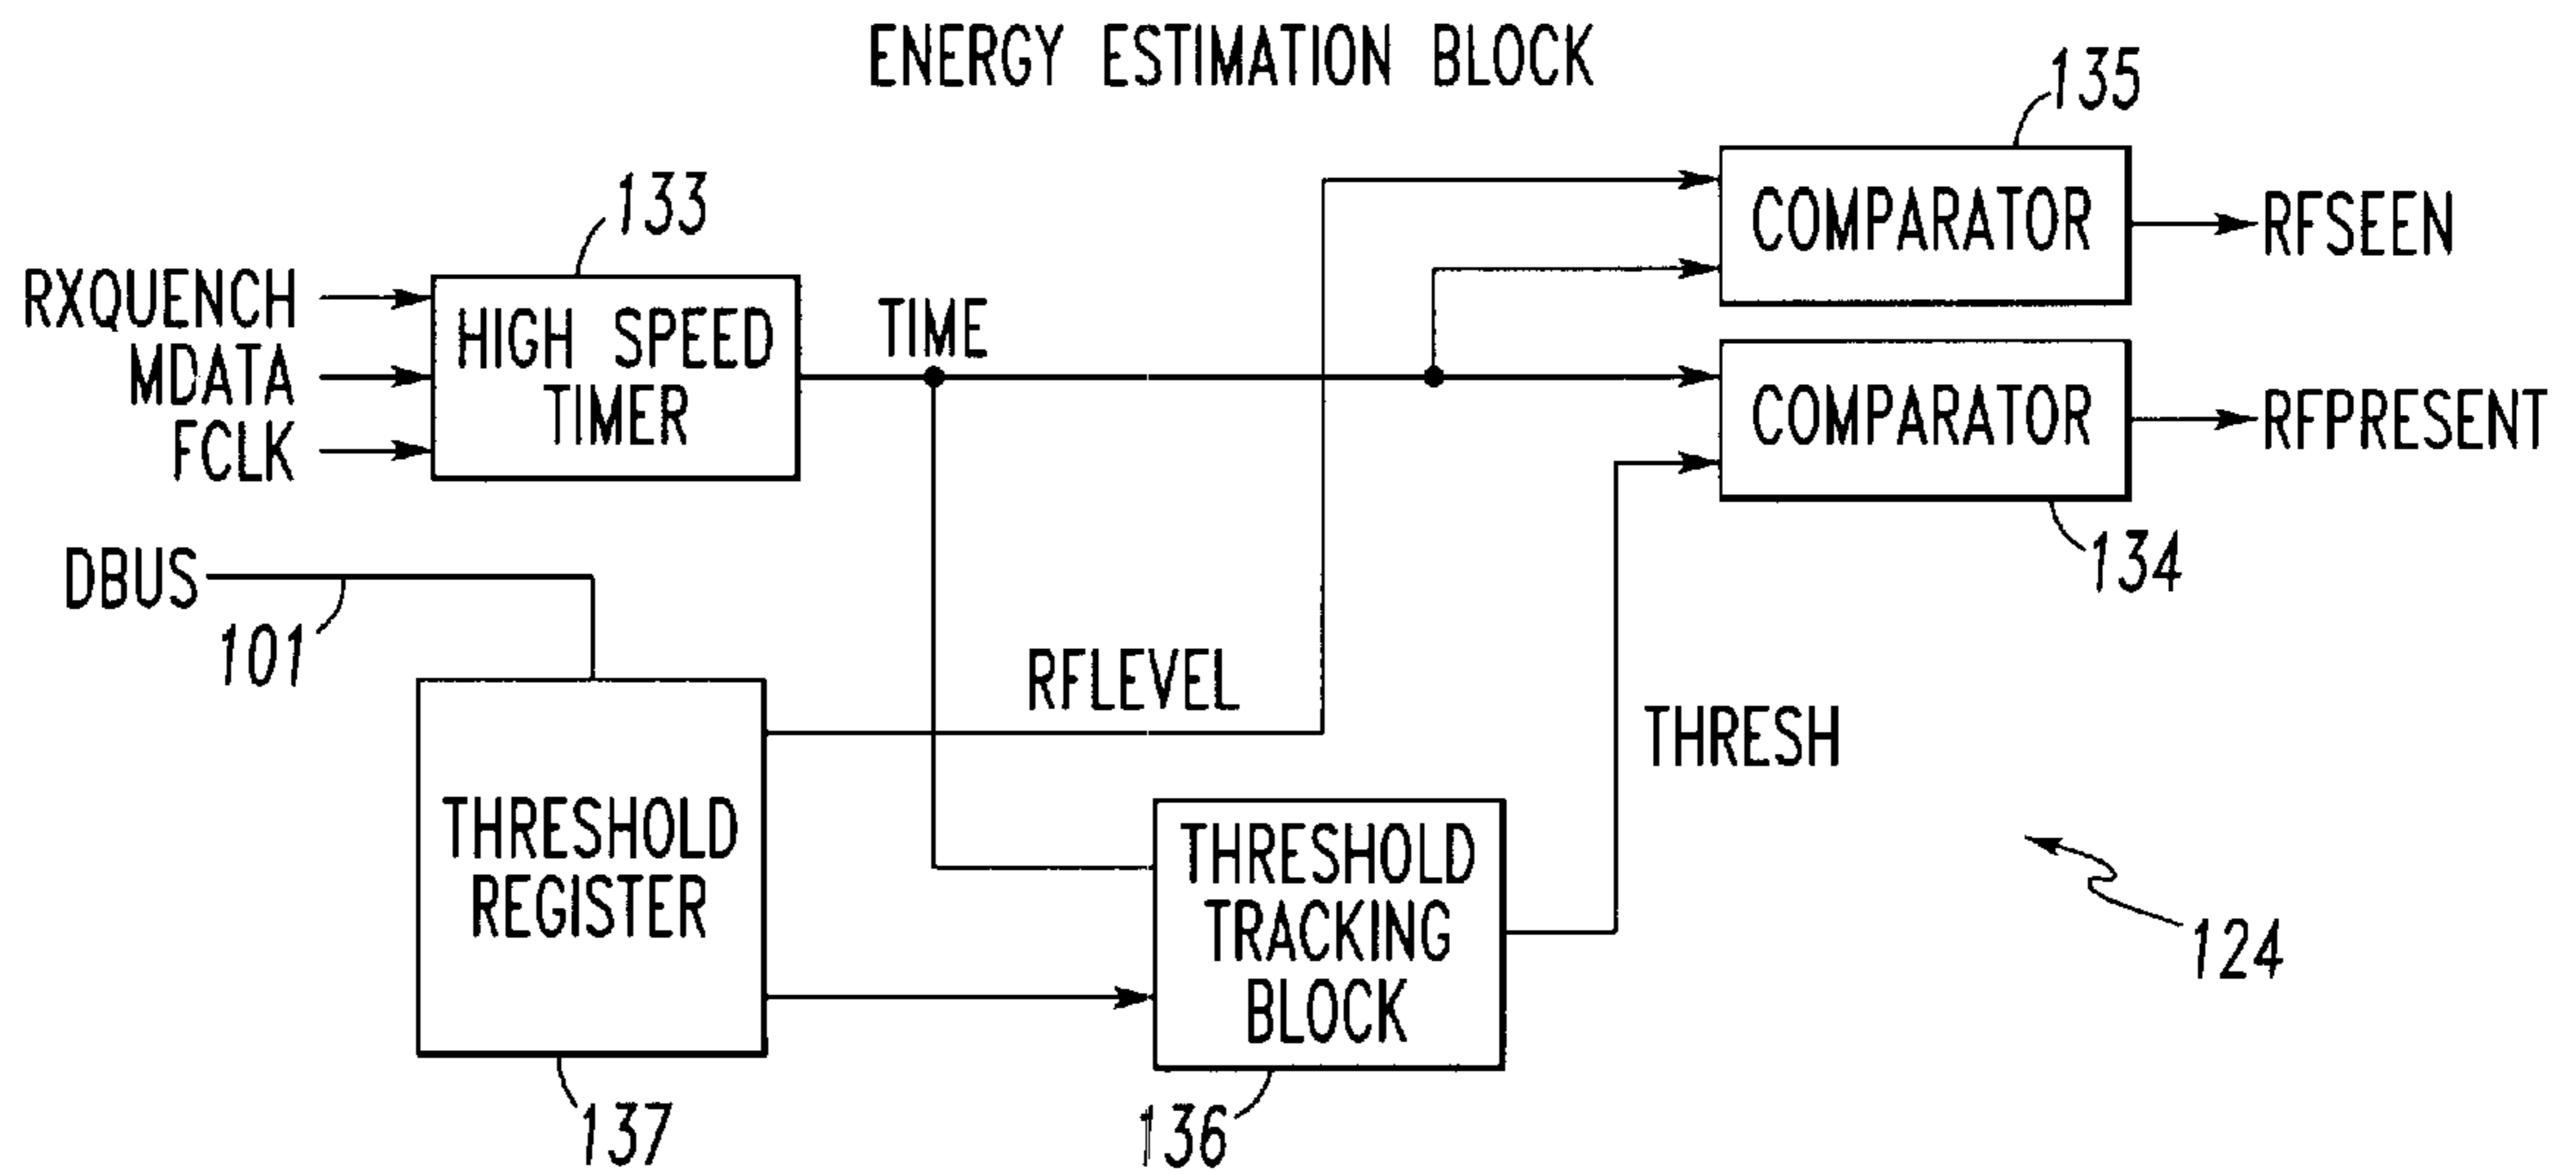 ENERGY ESTIMATION BLOCK
135
133
COMPARATOR
RFSEEN
RXQUENCH
MDATA
FCLK
HIGH SPEED
TIMER
TIME
COMPARATOR
RFPRESENT
134
DBUS
101
RFLEVEL
THRESH
THRESHOLD
REGISTER
THRESHOLD
TRACKING
BLOCK
124
137
136